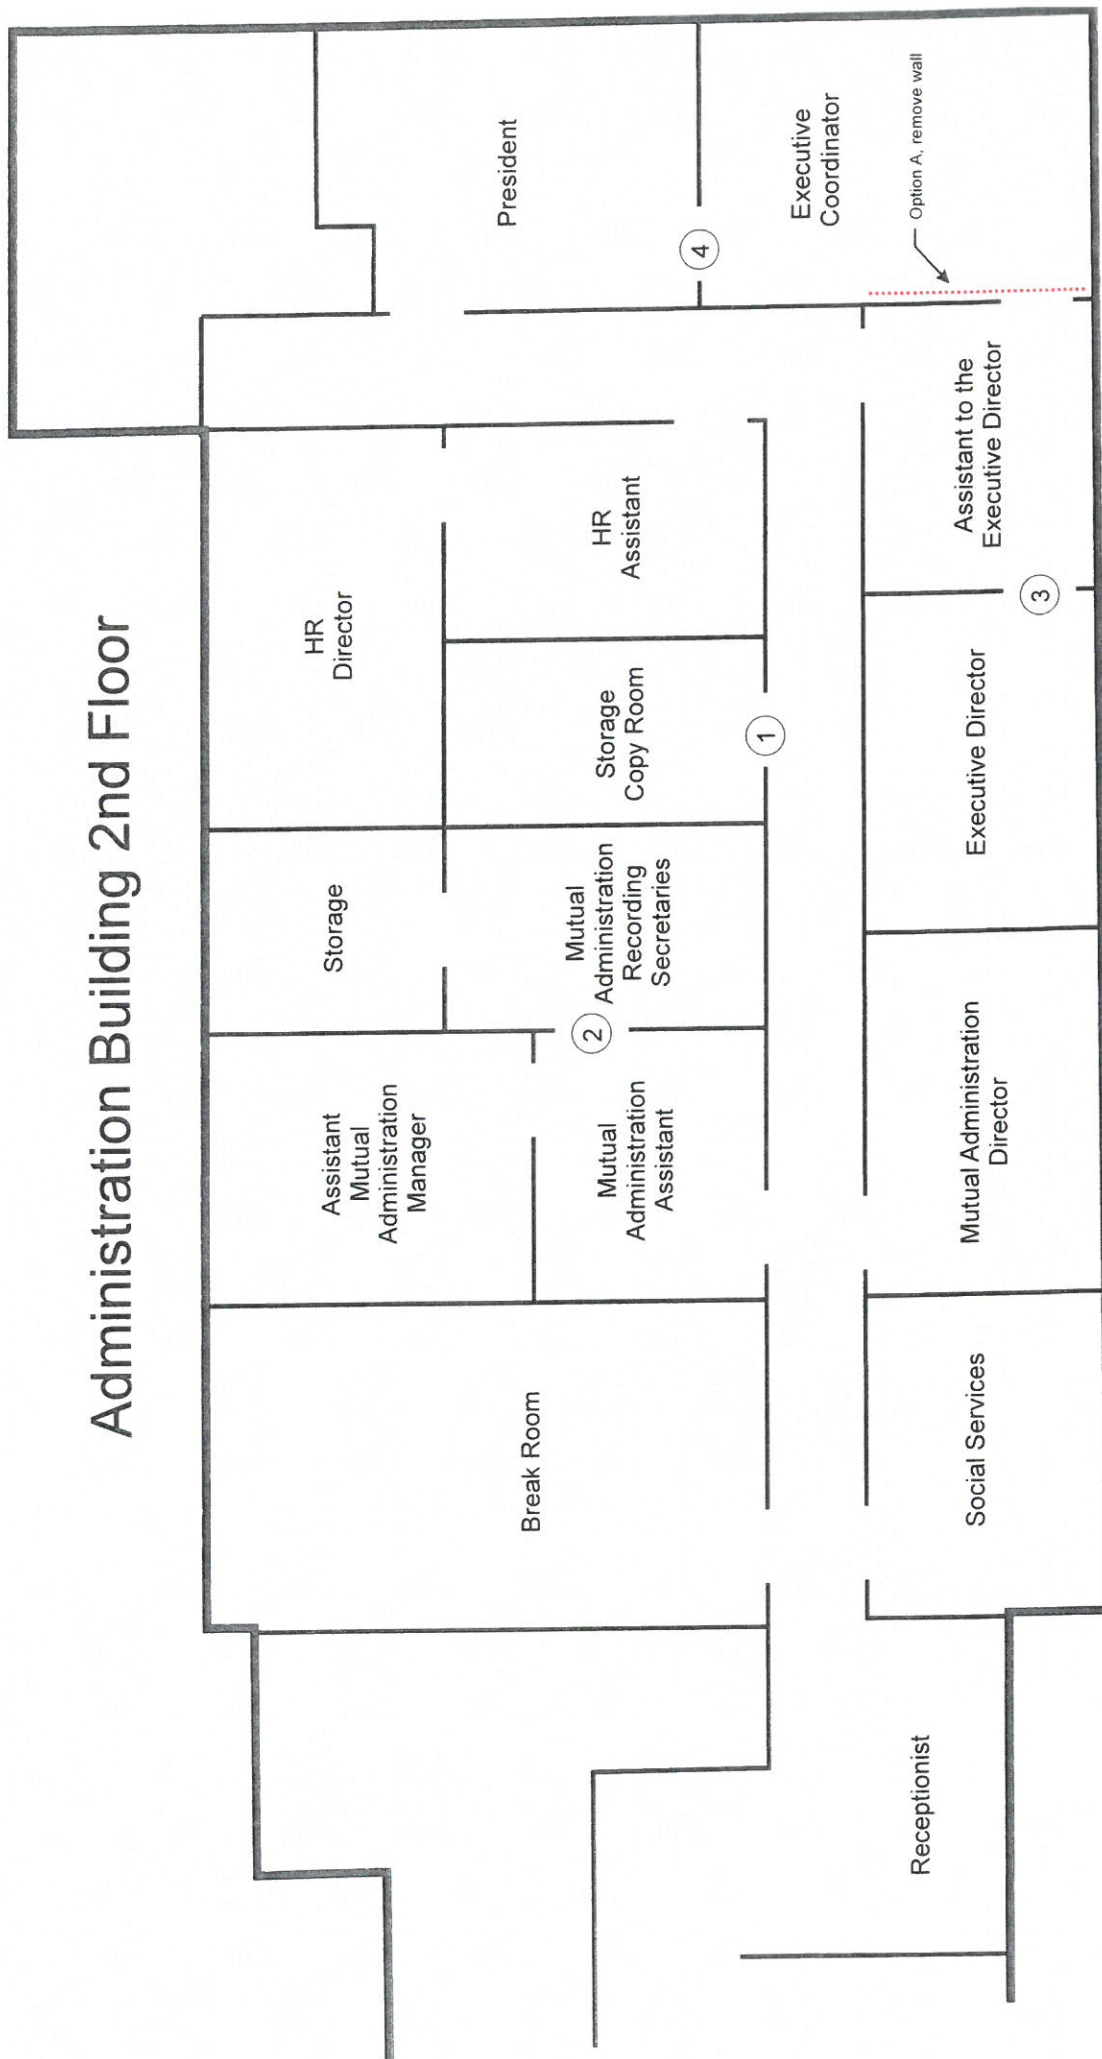 Administration Building 2nd Floor
Break Room
Assistant
Mutual
Administration
Manager
Mutual
Administration
Assistant
2
Storage
Mutual
Administration
Recording
Secretaries
HR
Director
Storage
Copy Room
1
HR
Assistant
President
4
Executive
Coordinator
Option A, remove wall
Receptionist
Social Services
Mutual Administration
Director
Executive Director
3
Assistant to the
Executive Director